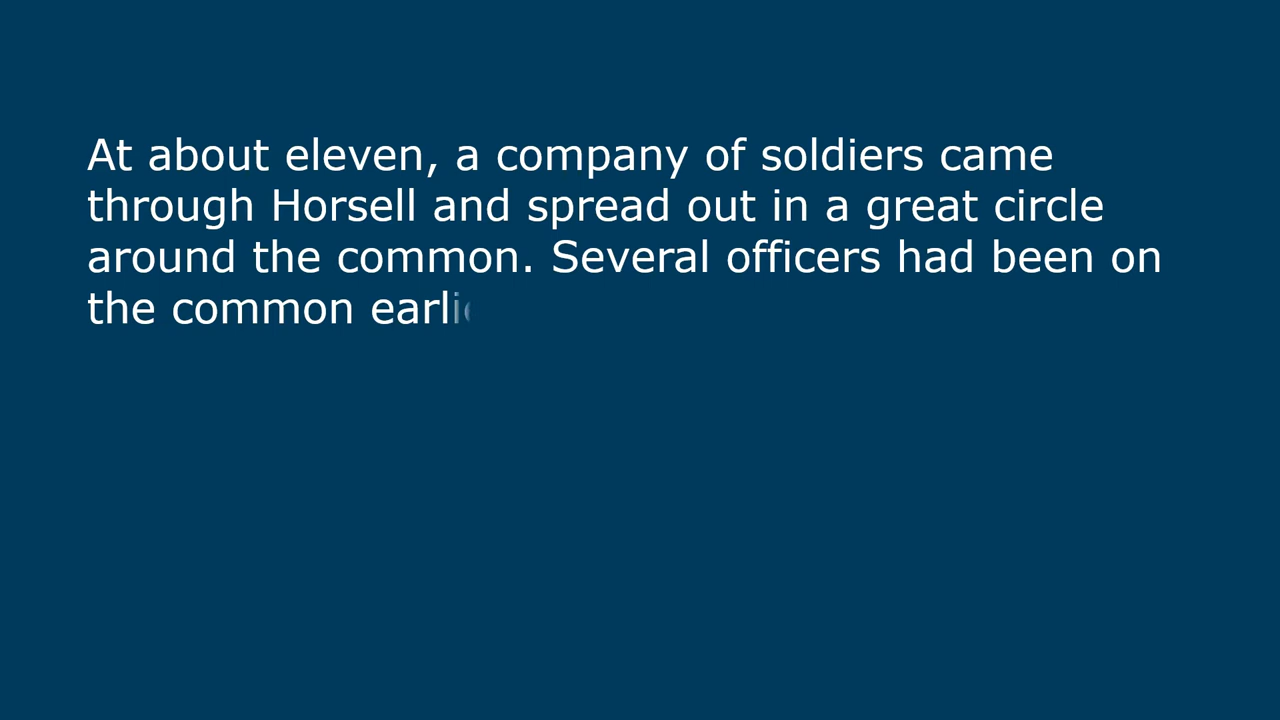 At about eleven, a company of soldiers came
through Horsell and spread out in a great circle
around the common. Several officers had been on
the common earli